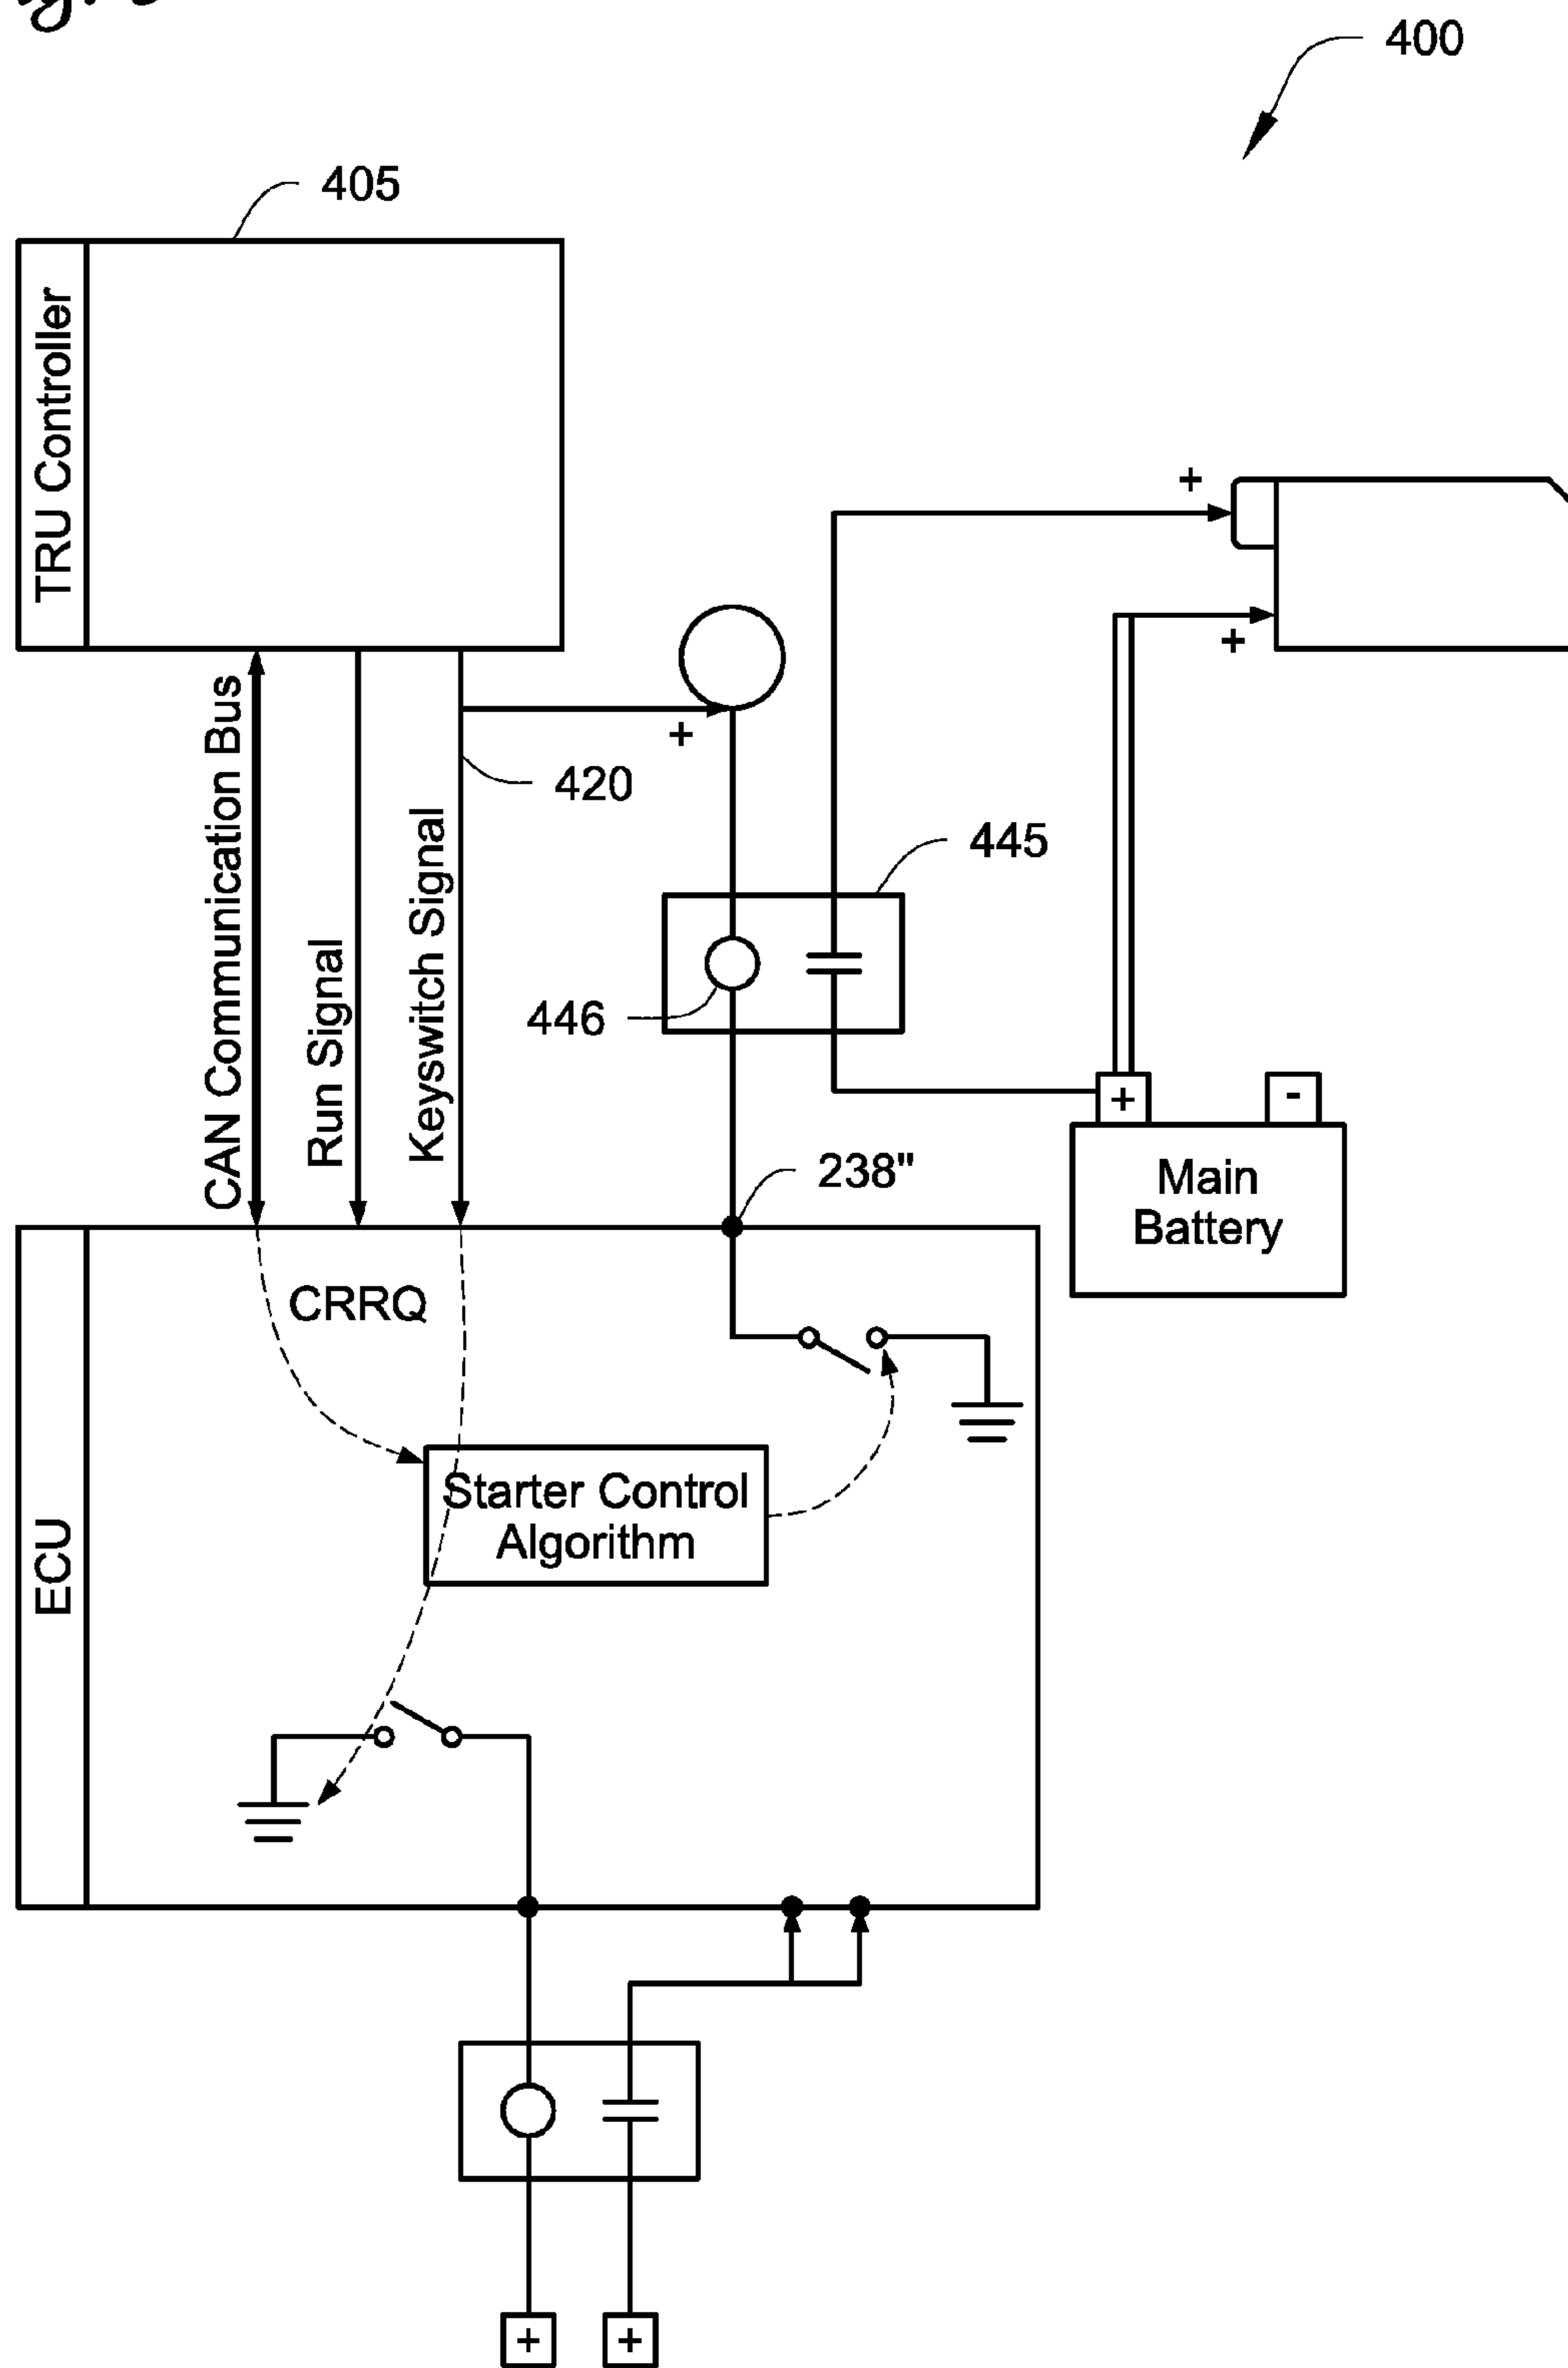 400
405
TRU Controller
+
+
+
420
CAN Communication Bus
Run Signal
Keyswitch Signal
445
446
+
-
238"
Main
Battery
CRRQ
Starter Control
Algorithm
ECU
+
+